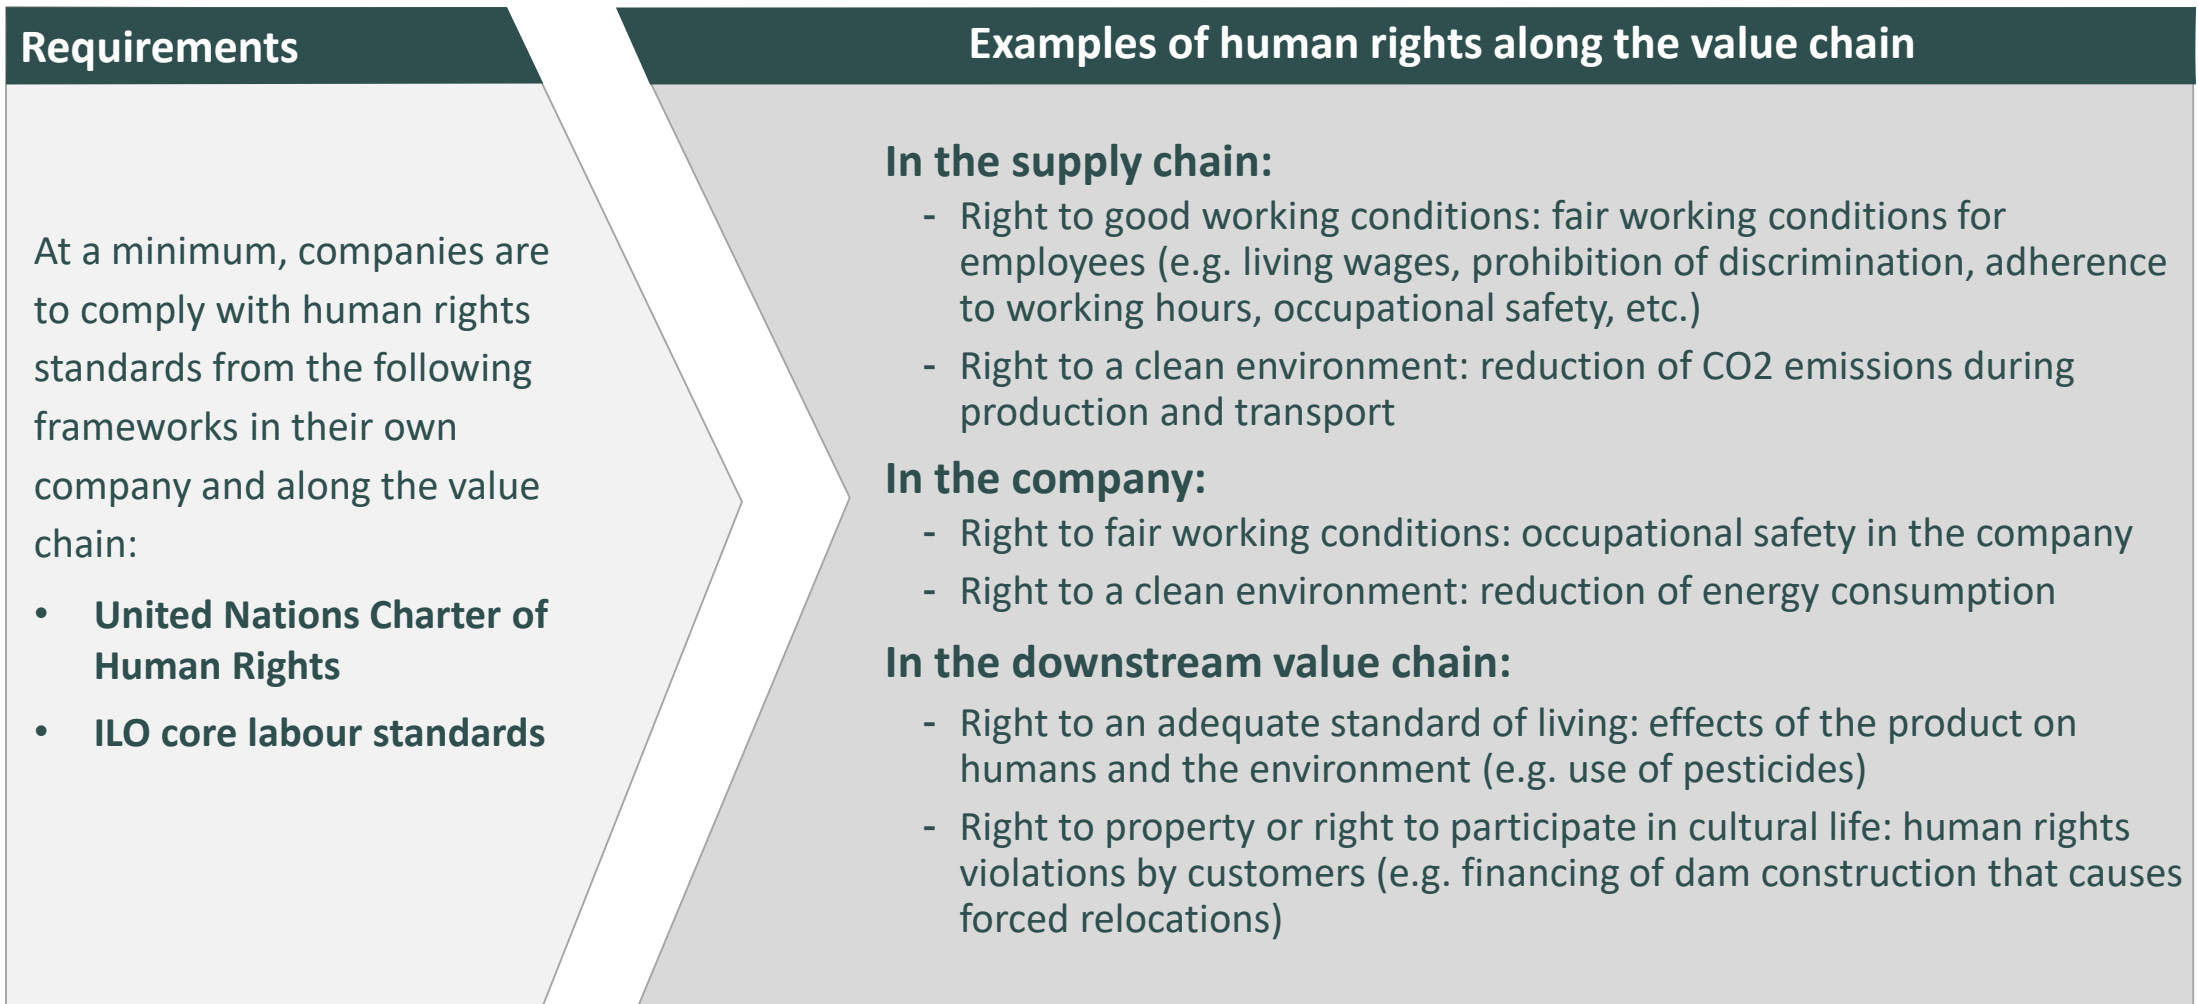 Requirements
At a minimum, companies are
to comply with human rights
standards from the following
frameworks in their own
company and along the value
chain:
• United Nations Charter of
Human Rights
• ILO core labour standards
Examples of human rights along the value chain
In the supply chain:
- Right to good working conditions: fair working conditions for
employees (e.g. living wages, prohibition of discrimination, adherence
to working hours, occupational safety, etc.)
- Right to a clean environment: reduction of CO2 emissions during
production and transport
In the company:
- Right to fair working conditions: occupational safety in the company
- Right to a clean environment: reduction of energy consumption
In the downstream value chain:
- Right to an adequate standard of living: effects of the product on
humans and the environment (e.g. use of pesticides)
- Right to property or right to participate in cultural life: human rights
violations by customers (e.g. financing of dam construction that causes
forced relocations)